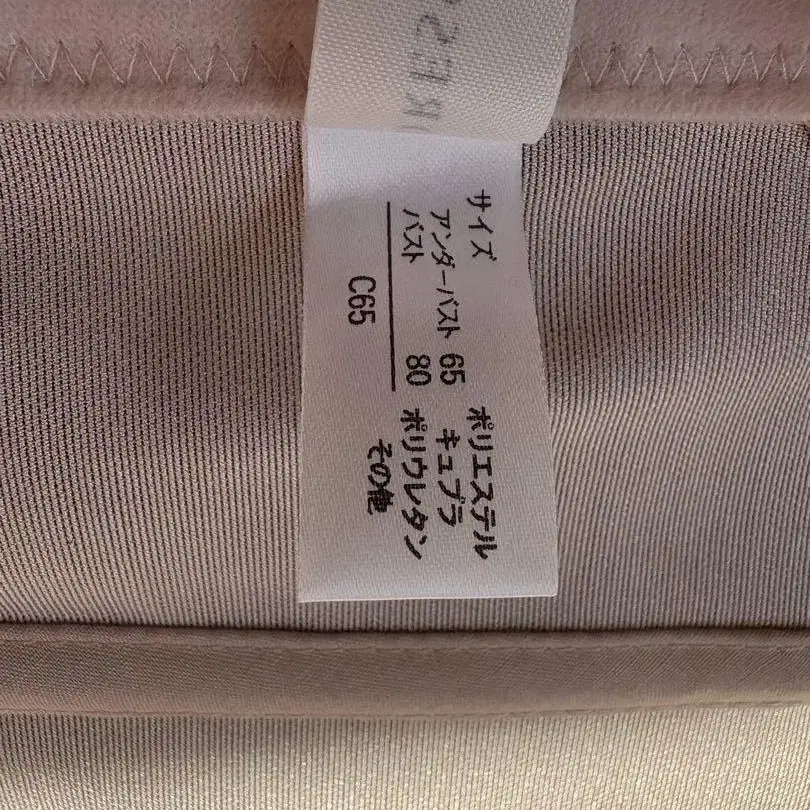 サイズ
アンダーバスト 65
バスト 80
C65
ポリエステル
キュプラ
ポリウレタン
その他